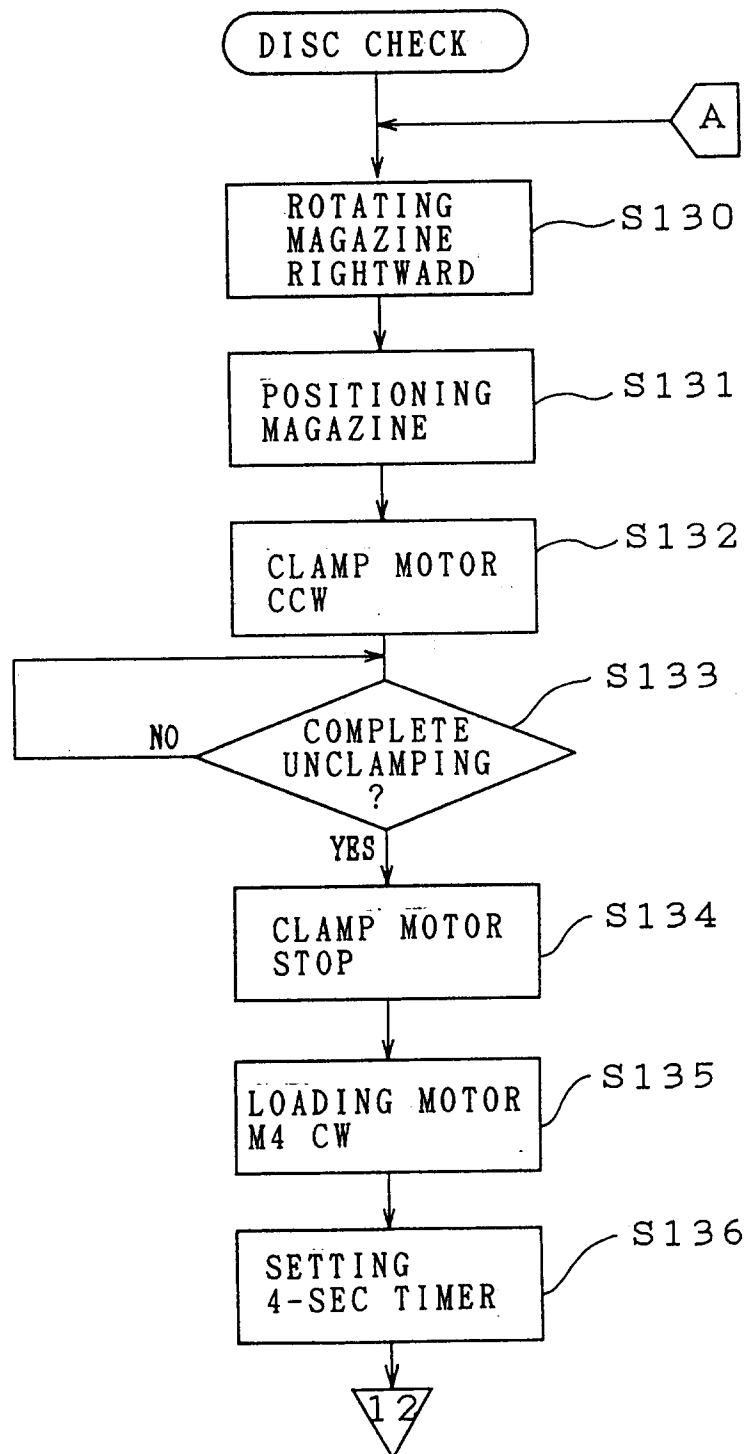 DISC CHECK
A
ROTATING
MAGAZINE
RIGHTWARD
S130
POSITIONING
MAGAZINE
S131
CLAMP MOTOR
CCW
S132
COMPLETE
UNCLAMPING
?
S133
NO
YES
CLAMP MOTOR
STOP
S134
LOADING MOTOR
M4 CW
S135
SETTING
4-SEC TIMER
S136
12